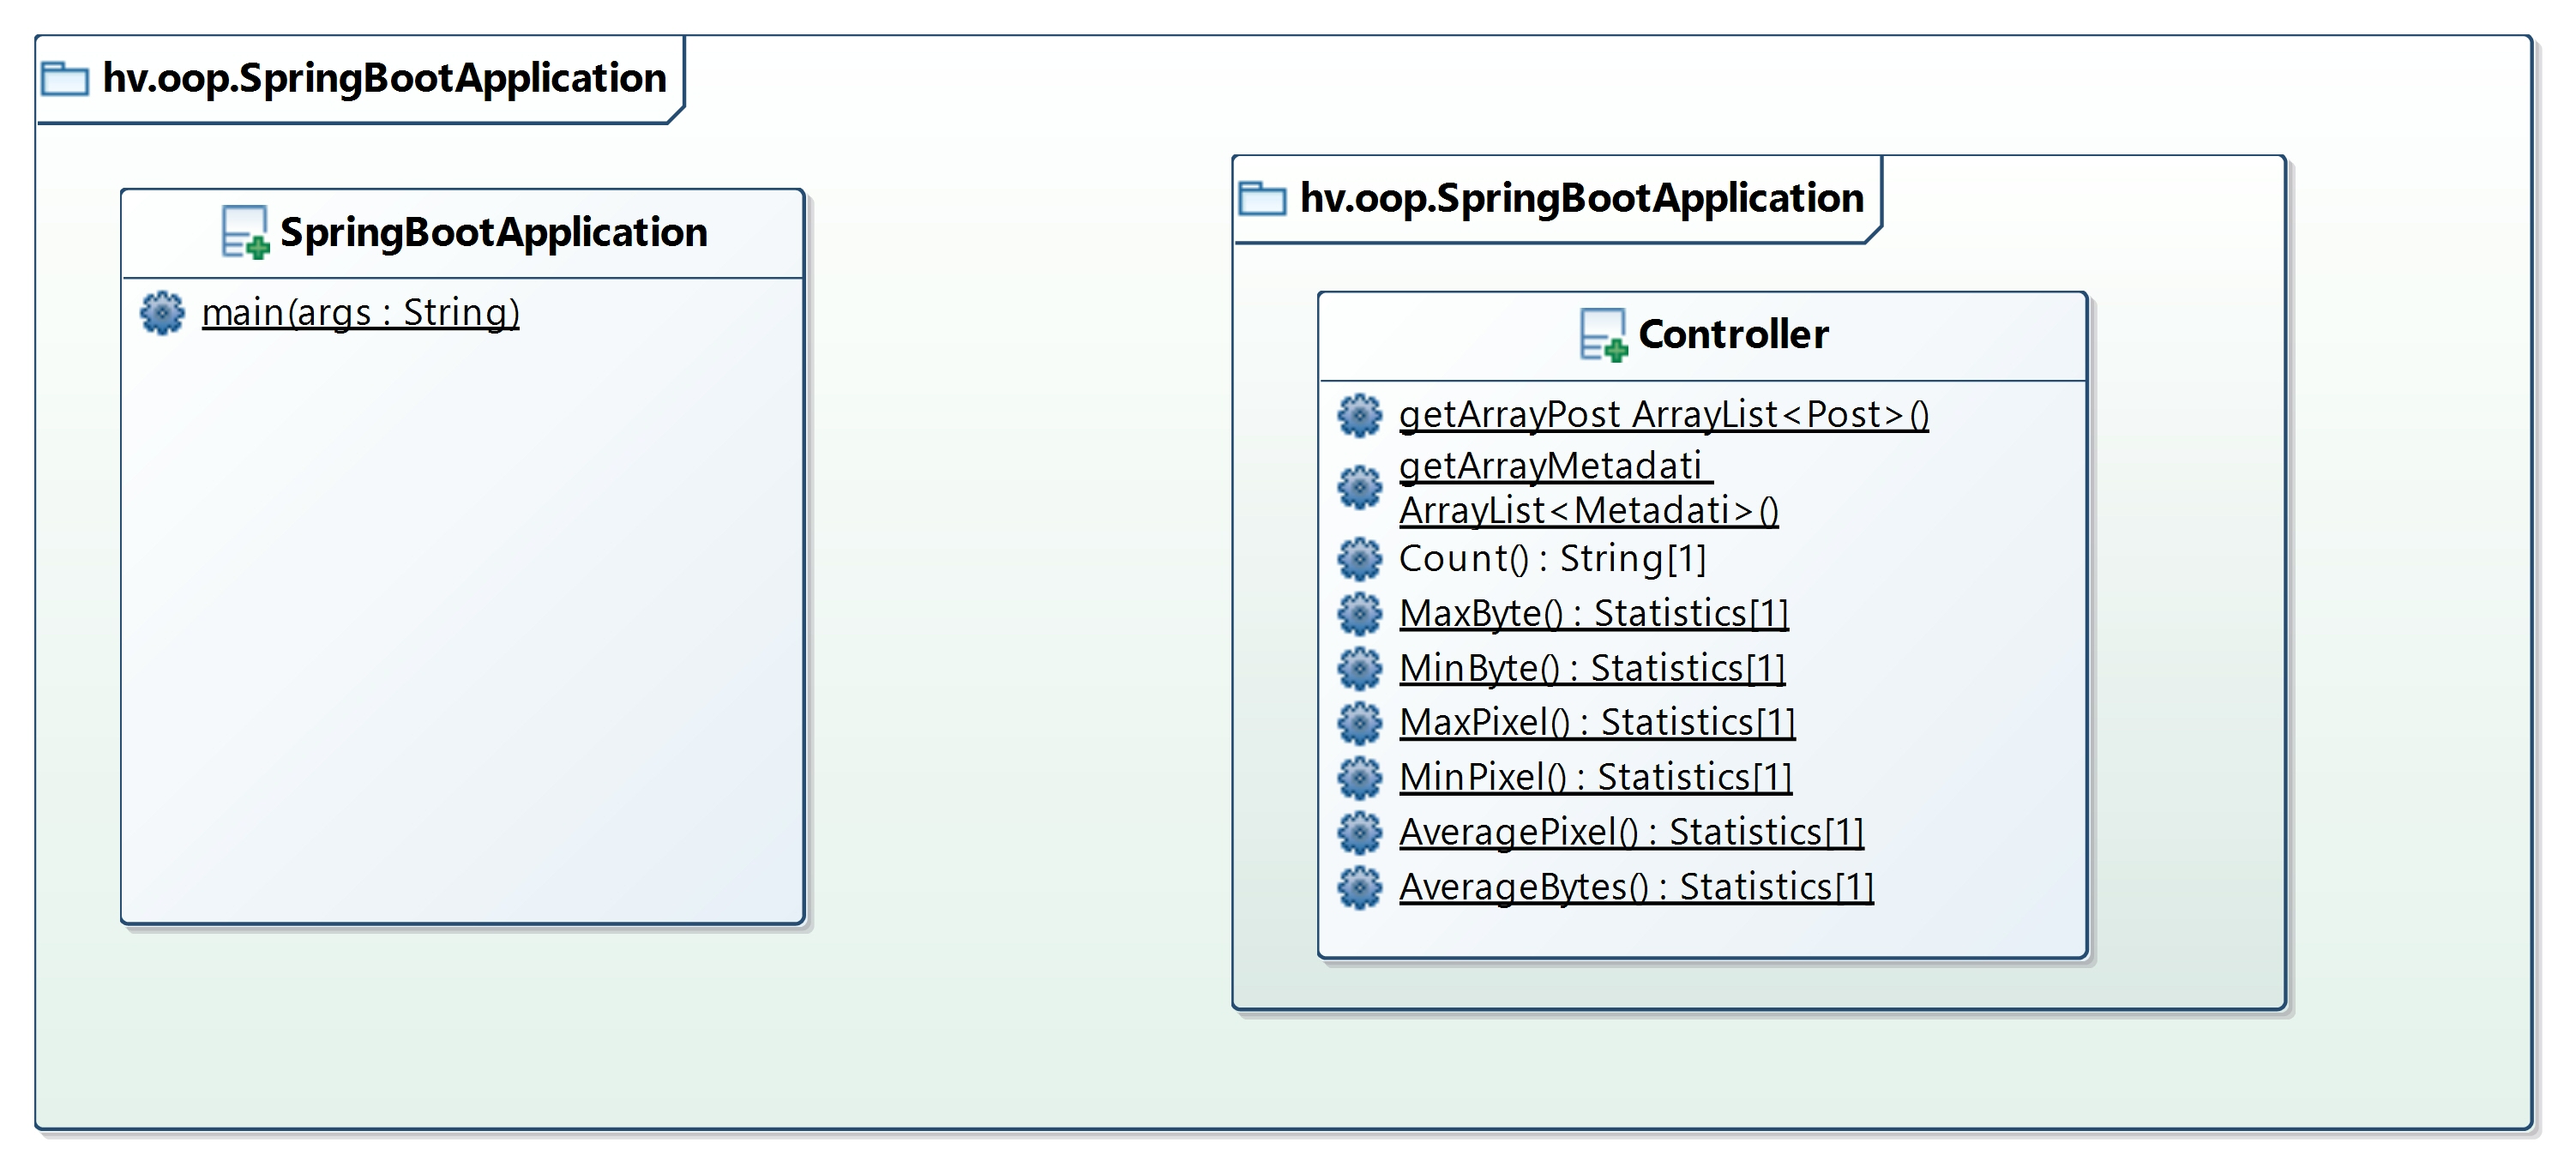 hv.oop.SpringBootApplication
SpringBootApplication
main(args : String)
hv.oop.SpringBootApplication
Controller
getArrayPost ArrayList<Post>()
getArrayMetadati
ArrayList<Metadati>()
Count() : String[1]
MaxByte() : Statistics[1]
MinByte() : Statistics[1]
MaxPixel() : Statistics[1]
MinPixel() : Statistics[1]
AveragePixel() : Statistics[1]
AverageBytes() : Statistics[1]